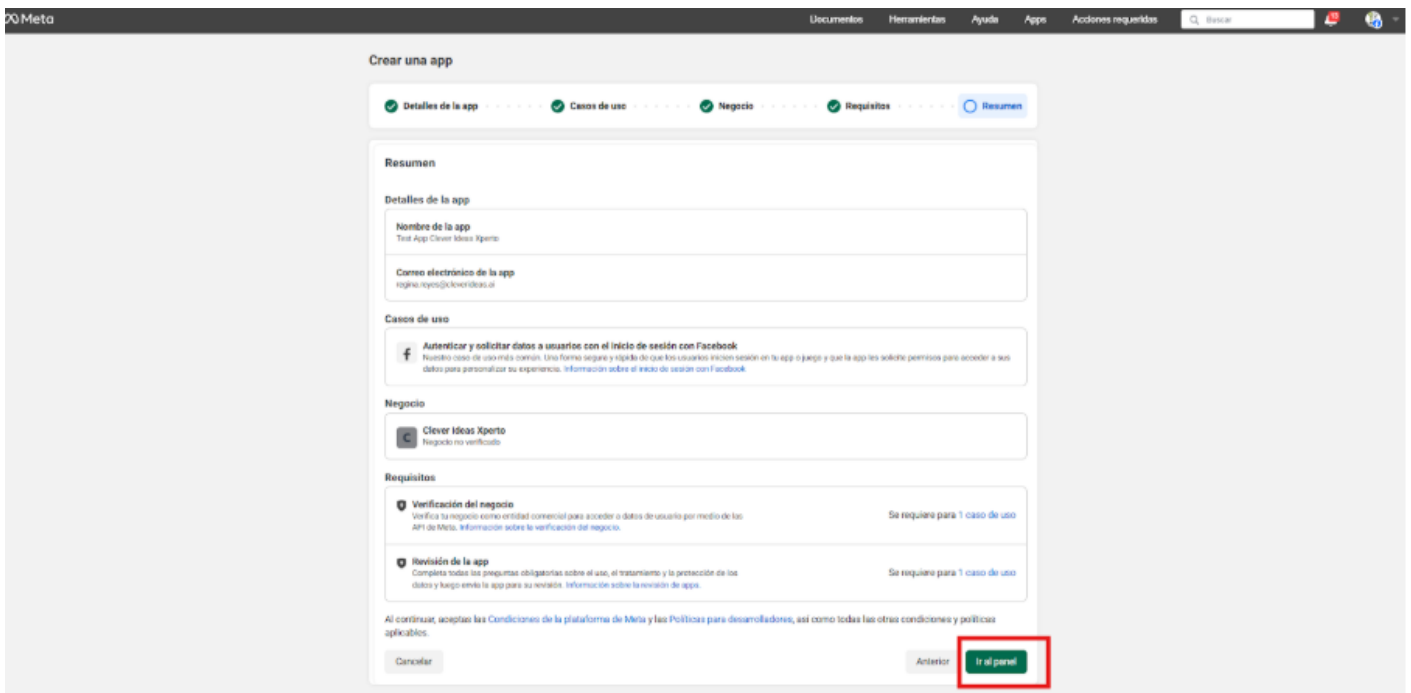 Meta
Documentos Herramientas Ayuda Apps Acciones requeridas Buscar
Crear una app
Detalles de la app Casos de uso Negocio Requisitos Resumen
Resumen
Detalles de la app
Nombre de la app
Test App Clever Ideas Xperto
Correo electrónico de la app
regina.reyes@cleverideas.ai
Casos de uso
Autenticar y solicitar datos a usuarios con el inicio de sesión con Facebook
Nuestro caso de uso más común. Una forma segura y rápida de que los usuarios inicien sesión en tu app o juego y que la app les solicite permisos para acceder a sus
datos para personalizar su experiencia. Información sobre el inicio de sesión con Facebook
Negocio
C
Clever Ideas Xperto
Negocio no verificado
Requisitos
Verificación del negocio
Verifica tu negocio como entidad comercial para acceder a datos de usuario por medio de las
API de Meta. Información sobre la verificación del negocio.
Se requiere para 1 caso de uso
Revisión de la app
Completa todas las preguntas obligatorias sobre el uso, el tratamiento y la protección de los
datos y luego envía la app para su revisión. Información sobre la revisión de apps.
Se requiere para 1 caso de uso
Al continuar, aceptas las Condiciones de la plataforma de Meta y las Políticas para desarrolladores, así como todas las otras condiciones y políticas
aplicables.
Cancelar Anterior Ir al panel